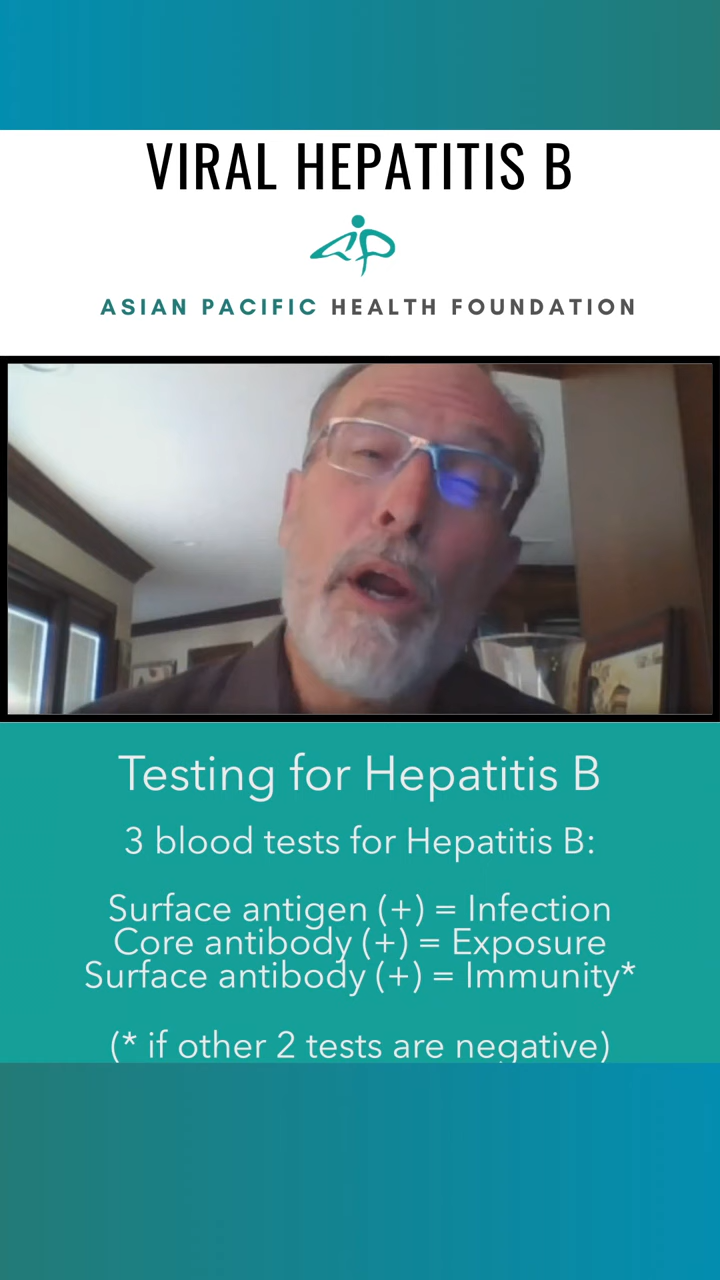 VIRAL HEPATITIS B
ASIAN PACIFIC HEALTH FOUNDATION
Testing for Hepatitis B
3 blood tests for Hepatitis B:
Surface antigen (+) = Infection
Core antibody (+) = Exposure
Surface antibody (+) = Immunity*
(* if other 2 tests are negative)